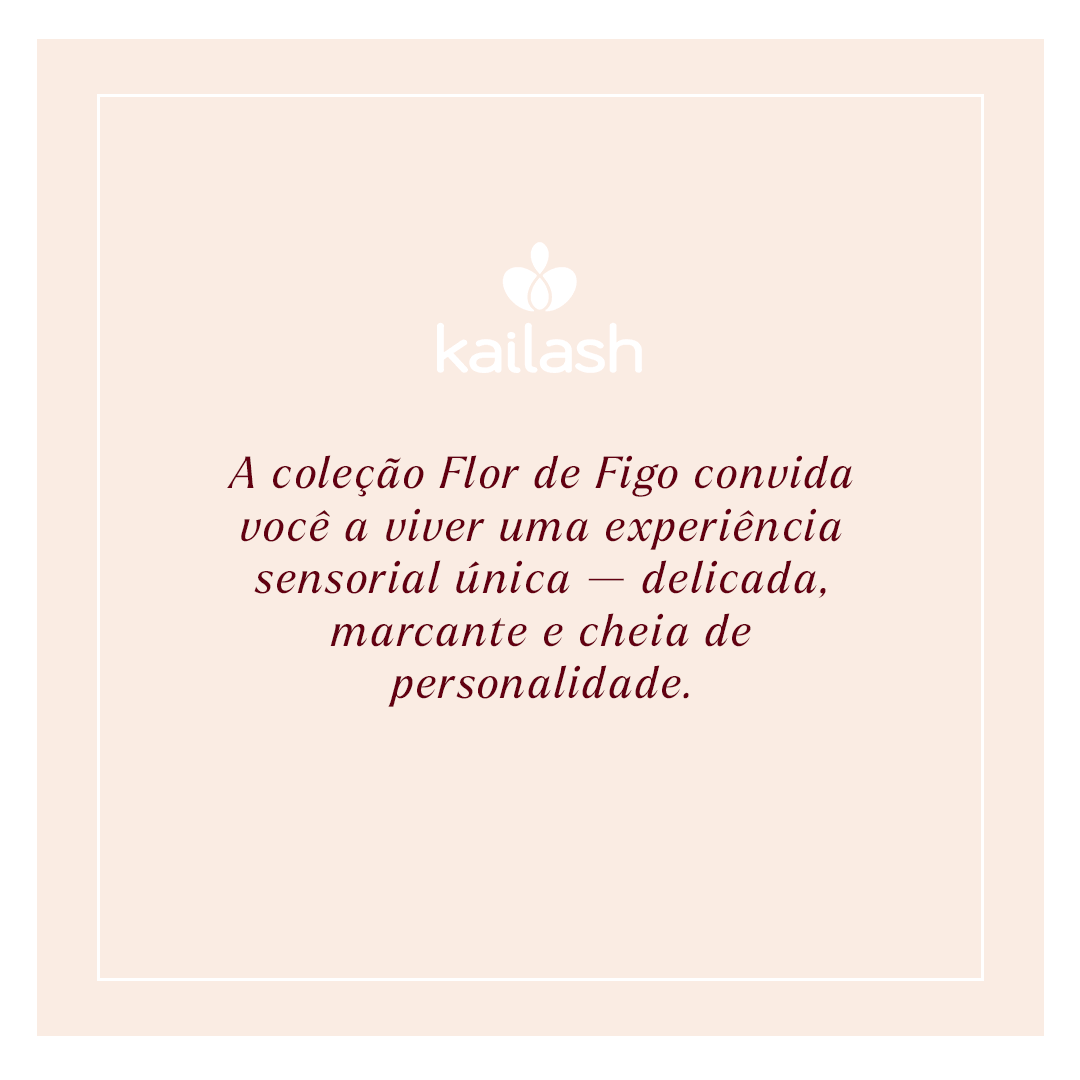 kailash
A coleção Flor de Figo convida
você a viver uma experiência
sensorial única — delicada,
marcante e cheia de
personalidade.